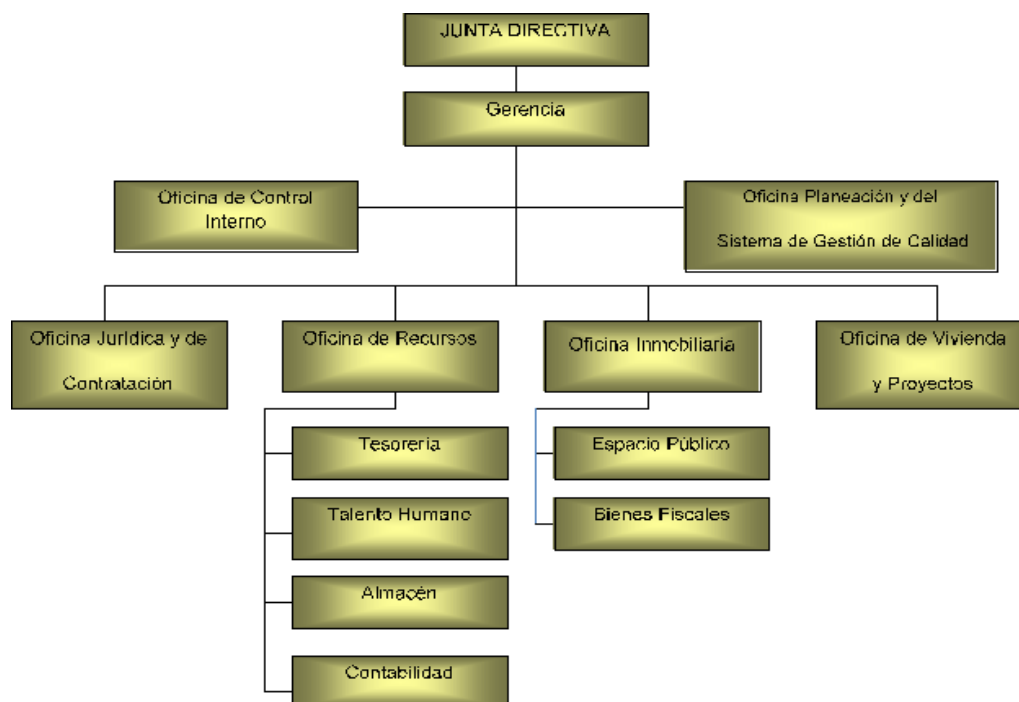 JUNTA DIRECTIVA
Gerencia
Oficina de Control
Interno
Oficina Planeación y del
Sistema de Gestión de Calidad
Oficina Jurídica y de
Contratación
Oficina de Recursos
Oficina Inmobiliaria
Oficina de Vivienda
y Proyectos
Tesorería
Talento Humano
Almacén
Contabilidad
Espacio Público
Bienes Fiscales